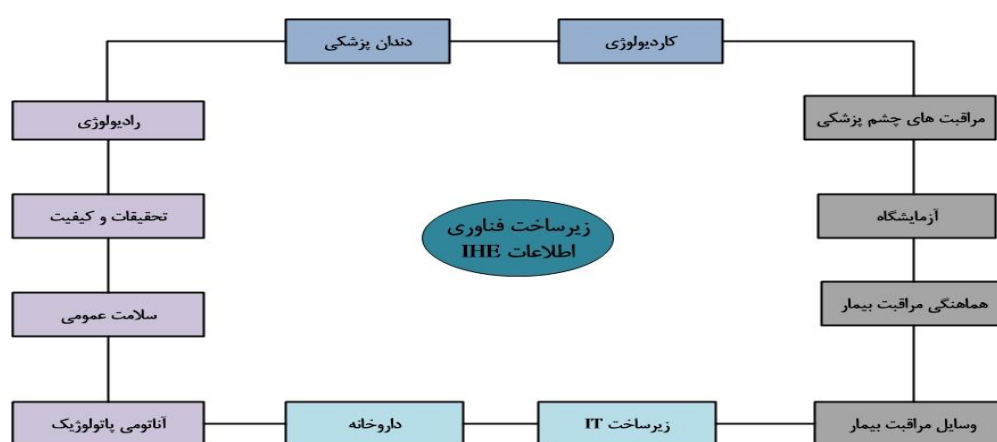 کاردیولوژی
دندان پزشکی
مراقبت های چشم پزشکی
رادیولوژی
آزمایشگاه
تحقیقات و کیفیت
زیرساخت فناوری
اطلاعات IHE
هماهنگی مراقبت بیمار
سلامت عمومی
وسایل مراقبت بیمار
زیرساخت IT
داروخانه
آناتومی پاتولوژیک